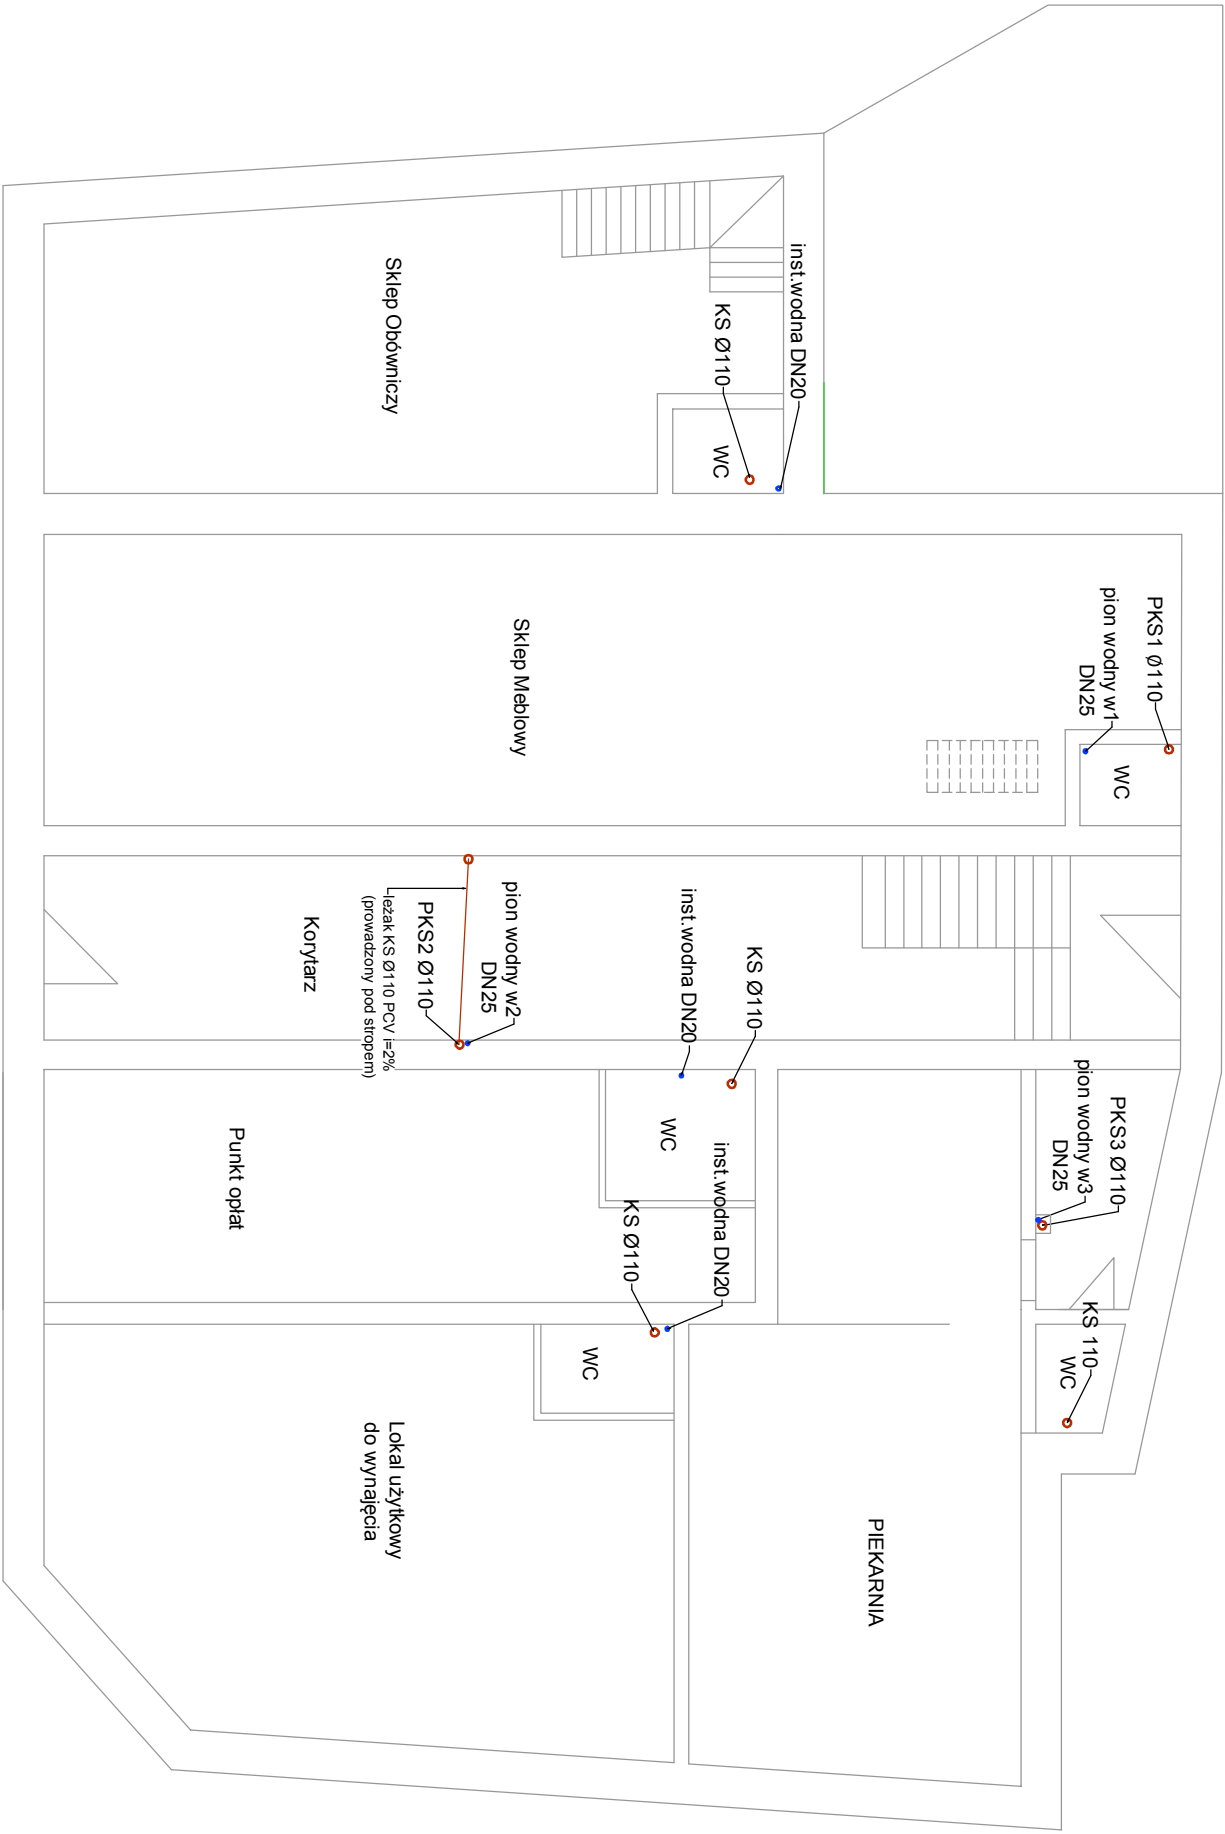 inst.wodna DN20
KS Ø110
WC
Sklep Obówniczy
PKS1 Ø110
pion wodny w1
DN25
WC
Sklep Meblowy
KS Ø110
inst.wodna DN20
pion wodny w2
DN25
PKS2 Ø110
leżak KS Ø110 PCV i=2%
(prowadzony pod stropem)
Korytarz
PKS3 Ø110
pion wodny w3
DN25
WC
inst.wodna DN20
KS Ø110
Punkt opłat
KS 110
WC
WC
Lokal użytkowy
do wynajęcia
PIEKARNIA